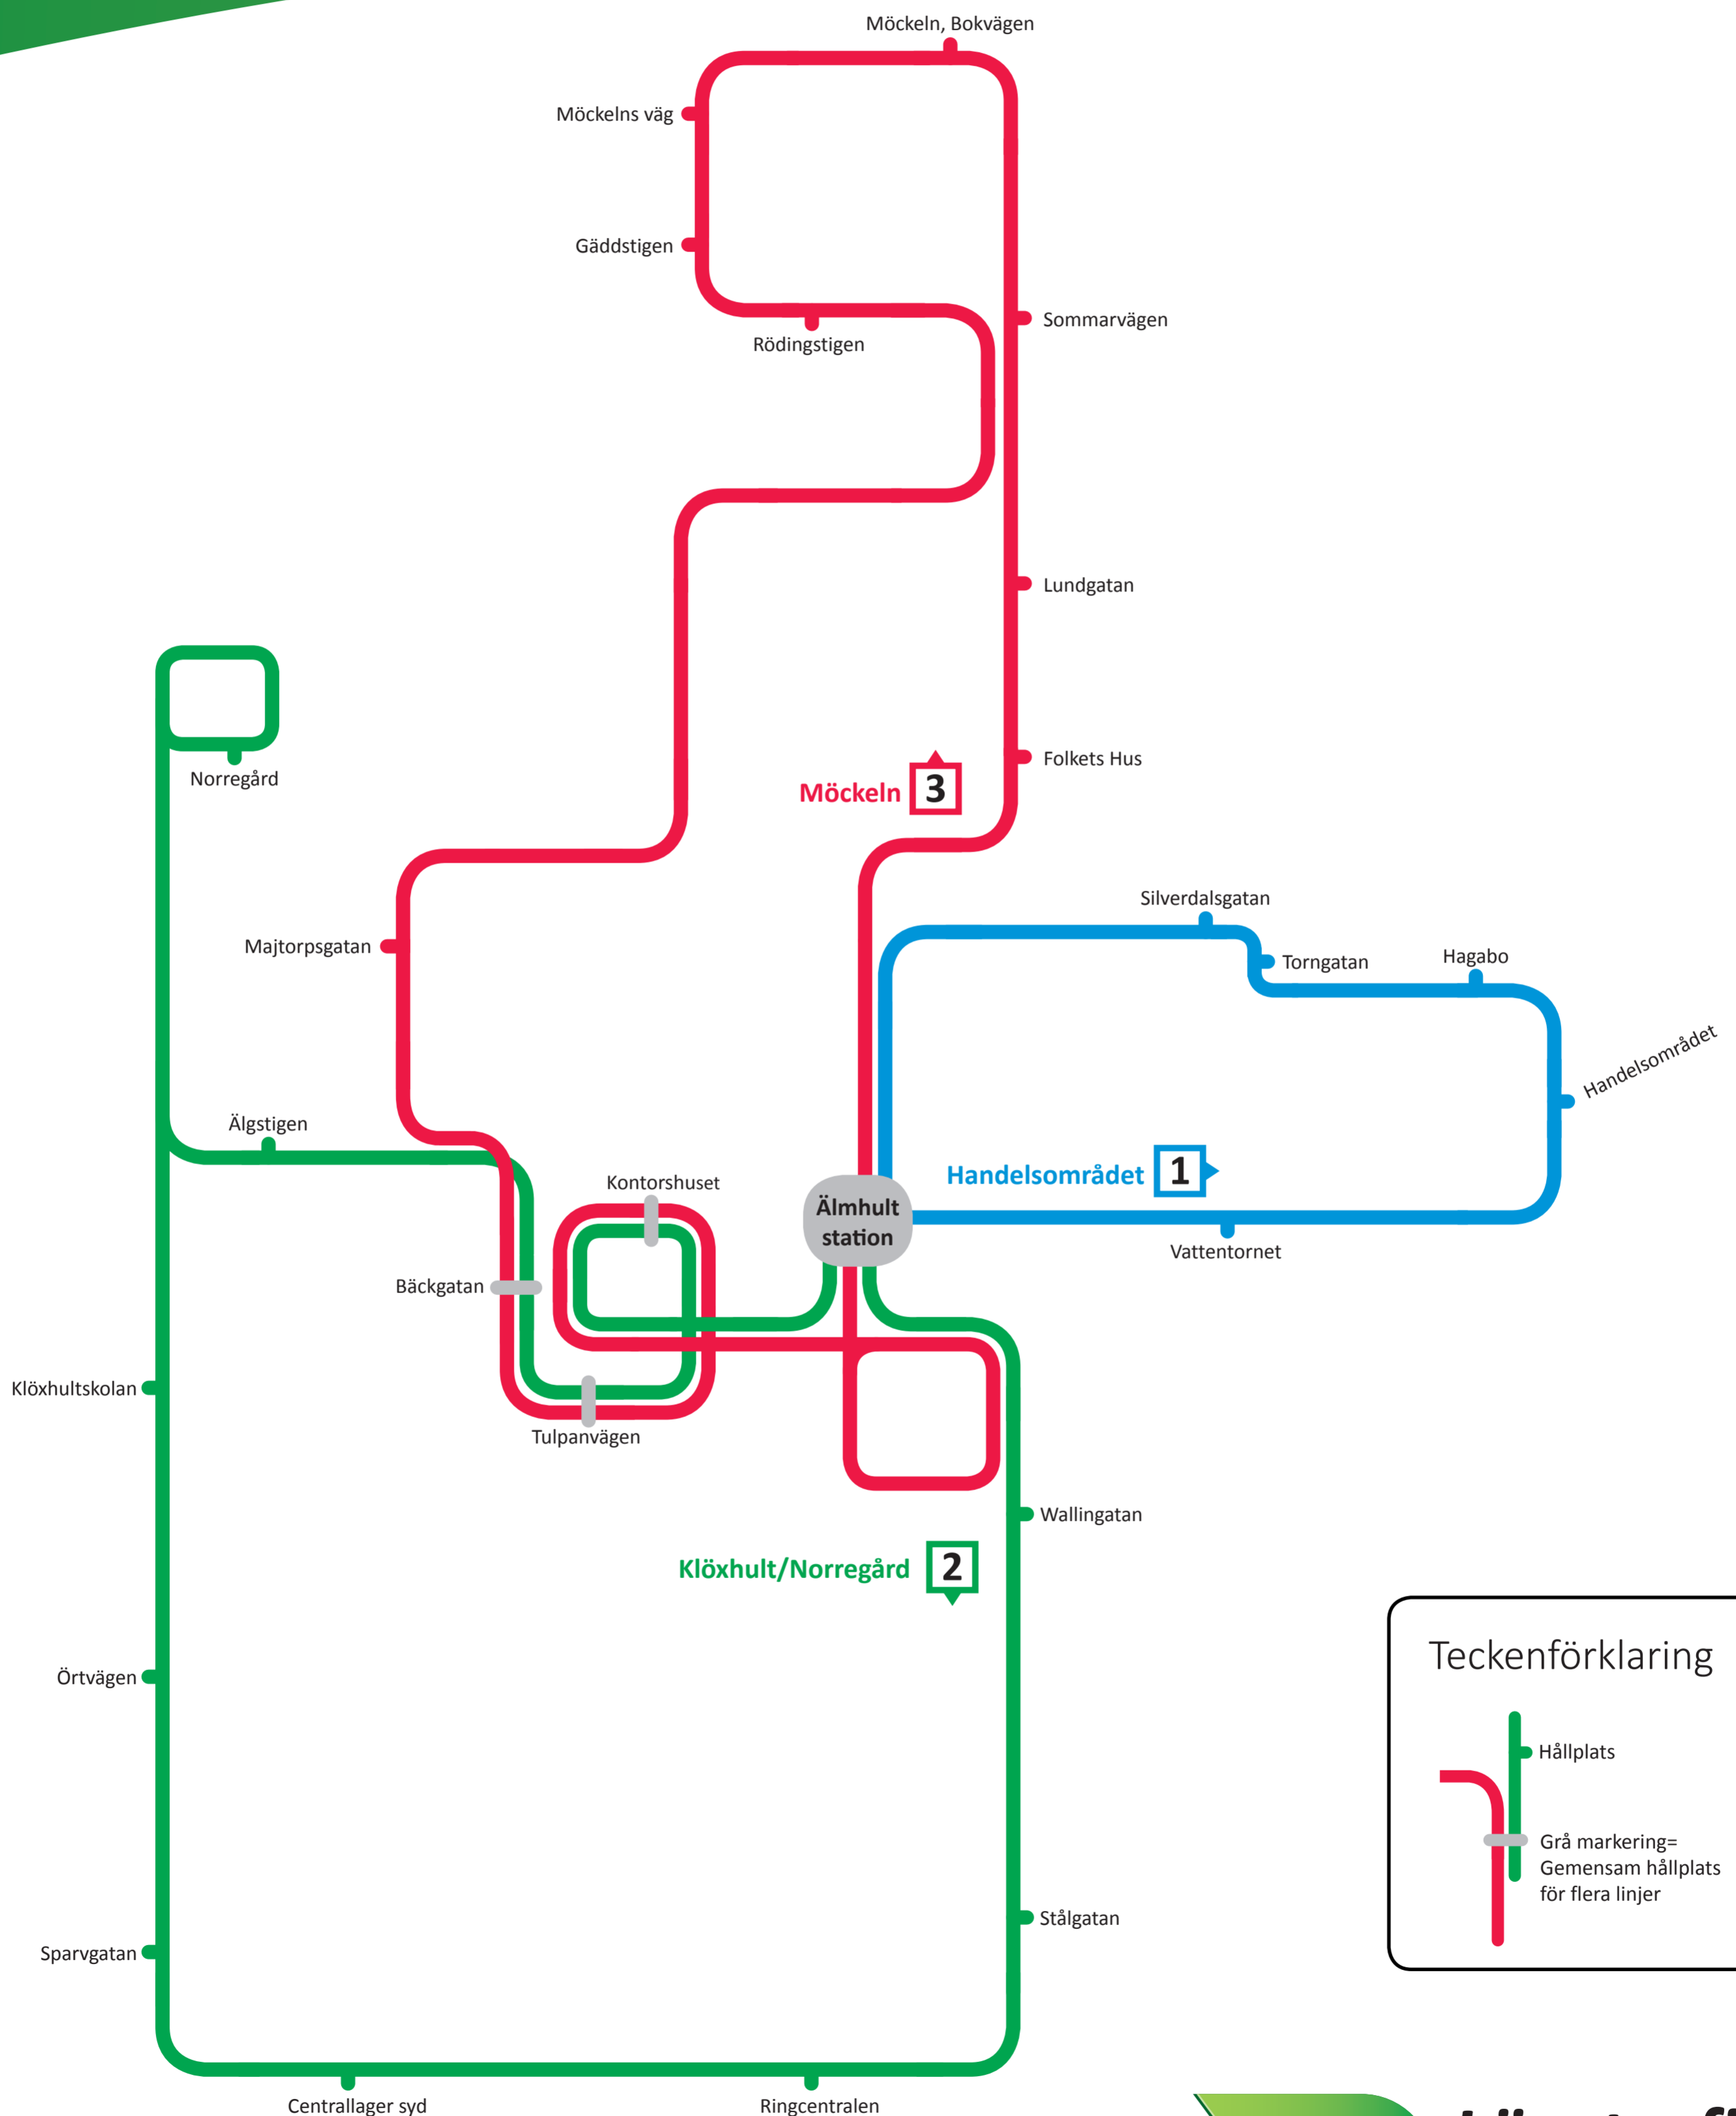 Möckeln, Bokvägen
Möckelns väg
Gäddstigen
Sommarvägen
Rödingstigen
Lundgatan
Folkets Hus
Norregård
Möckeln 3
Silverdalsgatan
Majtorpsgatan
Torngatan
Hagabo
Handelsområdet
Älgstigen
Kontorshuset
Handelsområdet 1
Älmhult
station
Vattentornet
Bäckgatan
Klöxhultskolan
Tulpanvägen
Wallingatan
Klöxhult/Norregård 2
Örtvägen
Teckenförklaring
Hållplats
Grå markering=
Gemensam hållplats
för flera linjer
Stålgatan
Sparvgatan
Centrallager syd
Ringcentralen